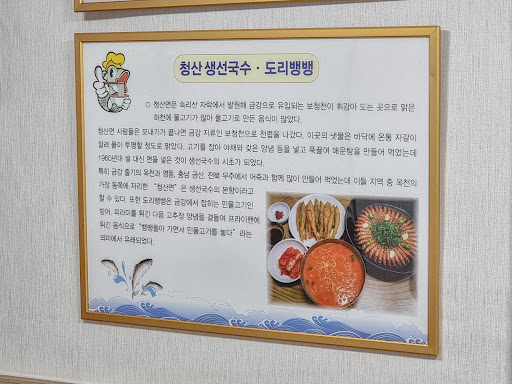 청산 생선국수 · 도리뱅뱅
○ 청산면은 속리산 자락에서 발원해 금강으로 유입되는 보청천이 휘감아 도는 곳으로 맑은
하천에 물고기가 많아 물고기로 만든 음식이 많았다.
청산면 사람들은 모내기가 끝나면 금강 지류인 보청천으로 천렵을 나갔다. 이곳의 냇물은 바닥에 온통 자갈이
깔려 물이 투명할 정도로 맑았다. 고기를 잡아 야채와 갖은 양념 등을 넣고 푹끓여 매운탕을 만들어 먹었는데
1960년대 쌀 대신 면을 넣은 것이 생선국수의 시초가 되었다.
특히 금강 줄기의 옥천과 영동, 충남 금산, 전북 무주에서 어죽과 함께 많이 만들어 먹었는데 이들 지역 중 옥천의
가장 동쪽에 자리한 "청산면" 은 생선국수의 본향이라고
할 수 있다. 또한 도리뱅뱅은 금강에서 잡히는 민물고기인
빙어, 피라미를 튀긴 다음 고추장 양념을 곁들여 프라이팬에
튀긴 음식으로 "뱅뱅돌아 가면서 민물고기를 놓다" 라는
의미에서 유래되었다.